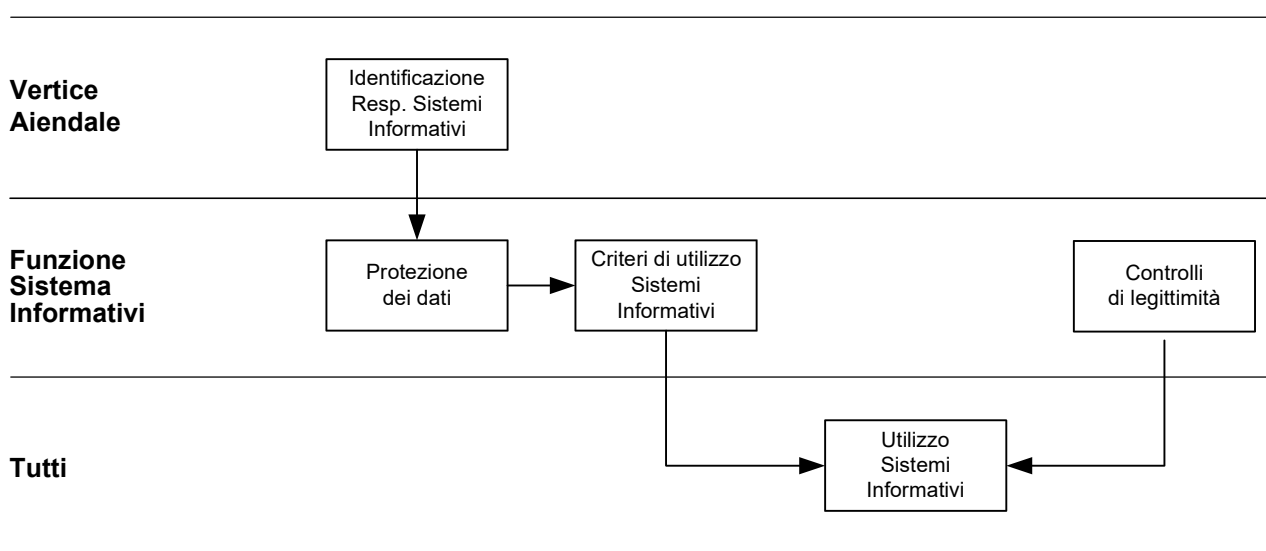 Vertice
Aiendale
Identificazione
Resp. Sistemi
Informativi
Funzione
Sistema
Informativi
Protezione
dei dati
Criteri di utilizzo
Sistemi
Informativi
Controlli
di legittimità
Tutti
Utilizzo
Sistemi
Informativi